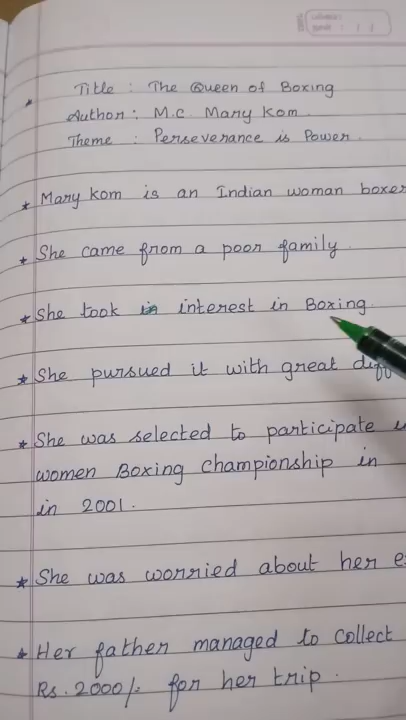 Title : The Queen of Boxing
Author : M.C. Mary Kom.
Theme : Perseverance is Power.
* Mary kom is an Indian woman boxer
* She came from a poor family.
* She took in interest in Boxing.
* She pursued it with great diff
* She was selected to participate
women Boxing championship in
in 2001.
* She was worried about her e
* Her father managed to collect
Rs. 2000/. for her trip.